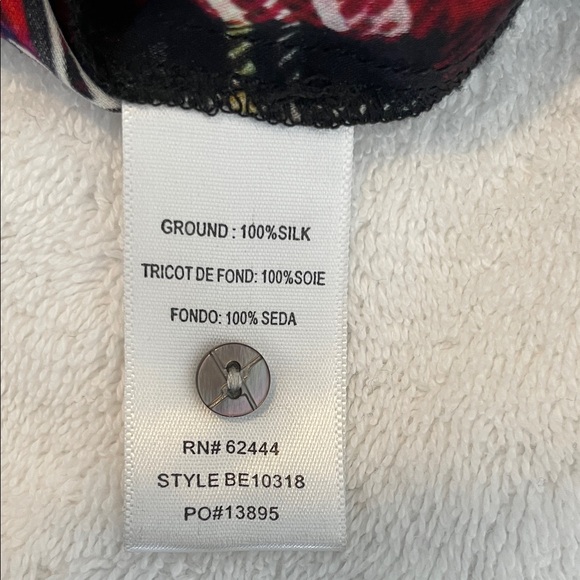 GROUND : 100%SILK
TRICOT DE FOND: 100%SOIE
FONDO: 100% SEDA
RN# 62444
STYLE BE10318
PO#13895